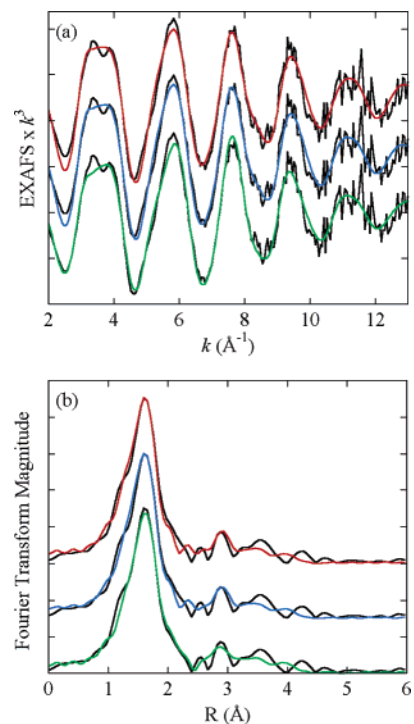 (a)
EXAFS x k³
2 4 6 8 10 12
k (Å⁻¹)
(b)
Fourier Transform Magnitude
0 1 2 3 4 5 6
R (Å)